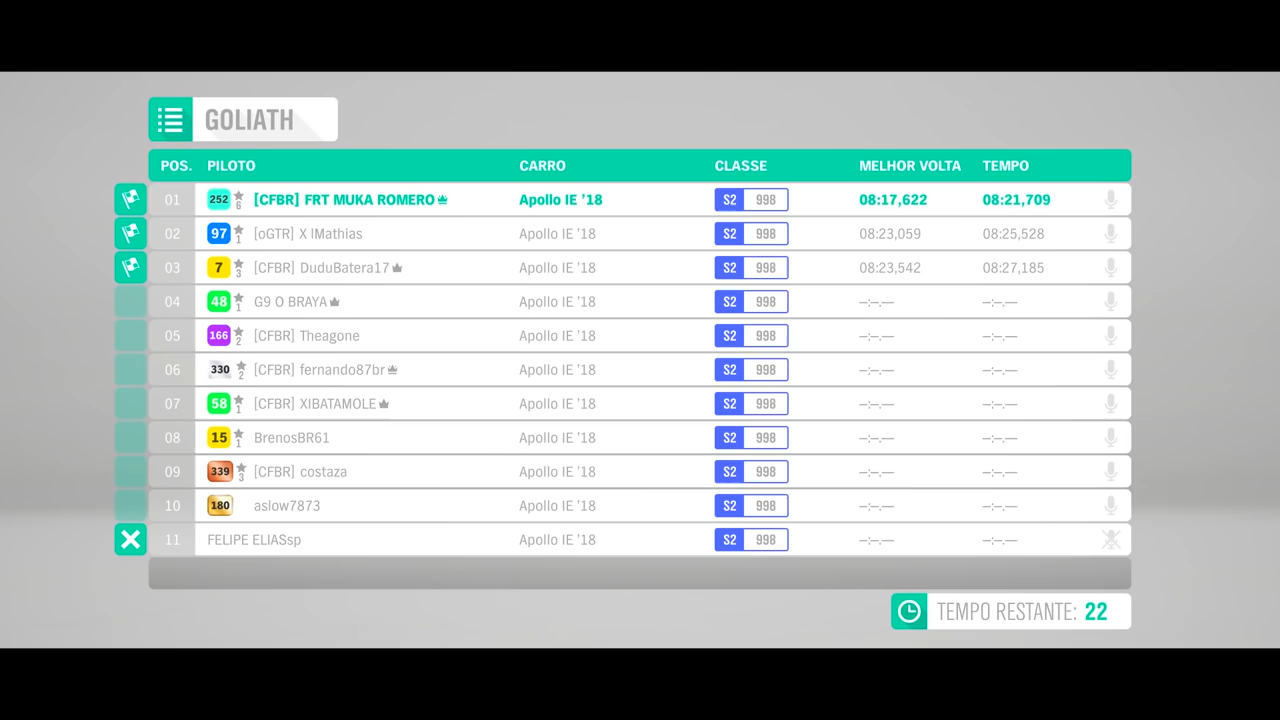 GOLIATH
POS. PILOTO CARRO CLASSE MELHOR VOLTA TEMPO
01 252 6 [CFBR] FRT MUKA ROMERO Apollo IE '18 S2 998 08:17,622 08:21,709
02 97 1 [oGTR] X lMathias Apollo IE '18 S2 998 08:23,059 08:25,528
03 7 3 [CFBR] DuduBatera17 Apollo IE '18 S2 998 08:23,542 08:27,185
04 48 1 G9 O BRAYA Apollo IE '18 S2 998 --:--.--- --:--.---
05 166 2 [CFBR] Theagone Apollo IE '18 S2 998 --:--.--- --:--.---
06 330 2 [CFBR] fernando87br Apollo IE '18 S2 998 --:--.--- --:--.---
07 58 1 [CFBR] XIBATAMOLE Apollo IE '18 S2 998 --:--.--- --:--.---
08 15 1 BrenosBR61 Apollo IE '18 S2 998 --:--.--- --:--.---
09 339 3 [CFBR] costaza Apollo IE '18 S2 998 --:--.--- --:--.---
10 180 aslow7873 Apollo IE '18 S2 998 --:--.--- --:--.---
11 FELIPE ELIASsp Apollo IE '18 S2 998 --:--.--- --:--.---
TEMPO RESTANTE: 22